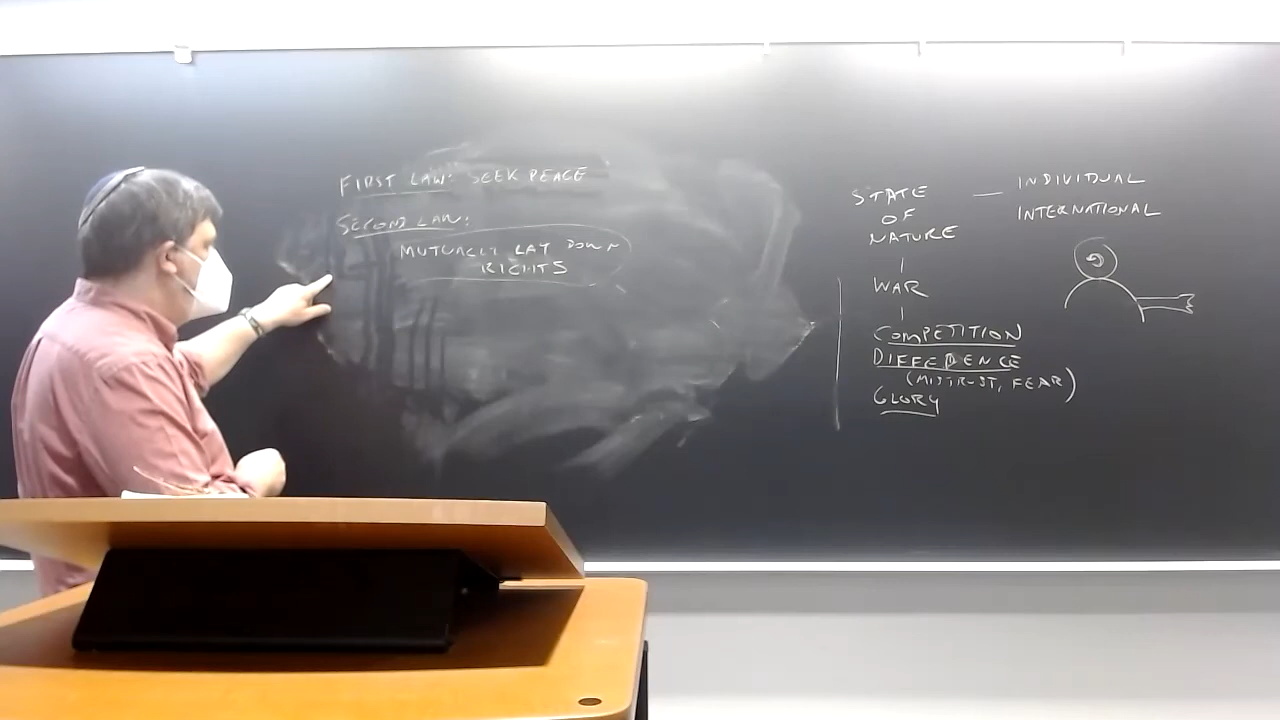 FIRST LAW: SEEK PEACE
SECOND LAW:
MUTUALLY LAY DOWN
RIGHTS
STATE — INDIVIDUAL
OF INTERNATIONAL
NATURE
WAR
COMPETITION
DIFFERENCE
(MISTRUST, FEAR)
GLORY